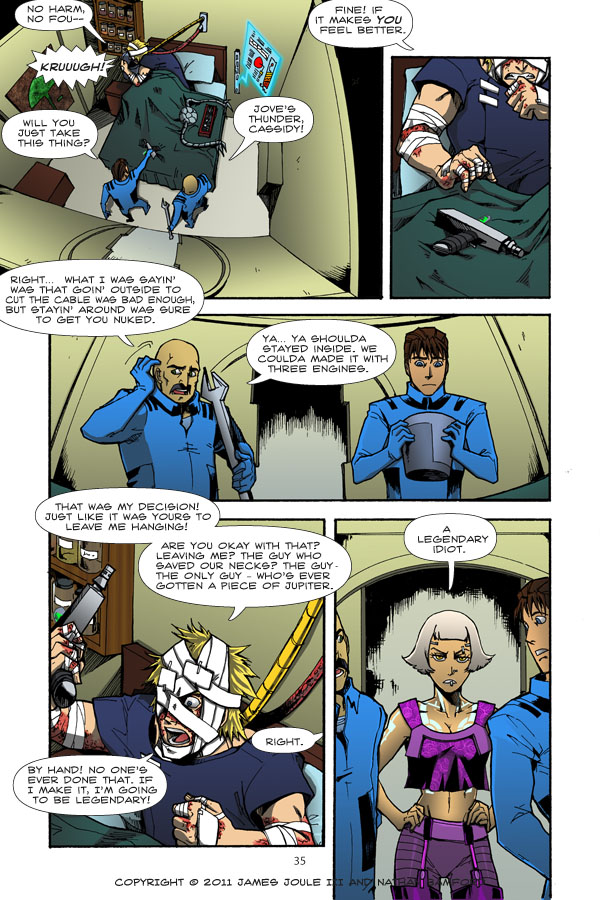 NO HARM,
NO FOU--
KRUUUGH!
WILL YOU
JUST TAKE
THIS THING?
JOVE'S
THUNDER,
CASSIDY!
FINE! IF
IT MAKES YOU
FEEL BETTER.
RIGHT... WHAT I WAS SAYIN'
WAS THAT GOIN' OUTSIDE TO
CUT THE CABLE WAS BAD ENOUGH,
BUT STAYIN' AROUND WAS SURE
TO GET YOU NUKED.
YA... YA SHOULDA
STAYED INSIDE. WE
COULDA MADE IT WITH
THREE ENGINES.
THAT WAS MY DECISION!
JUST LIKE IT WAS YOURS TO
LEAVE ME HANGING!
ARE YOU OKAY WITH THAT?
LEAVING ME? THE GUY WHO
SAVED OUR NECKS? THE GUY -
THE ONLY GUY - WHO'S EVER
GOTTEN A PIECE OF JUPITER.
RIGHT.
BY HAND! NO ONE'S
EVER DONE THAT. IF
I MAKE IT, I'M GOING
TO BE LEGENDARY!
A
LEGENDARY
IDIOT.
35
COPYRIGHT © 2011 JAMES JOULE III AND